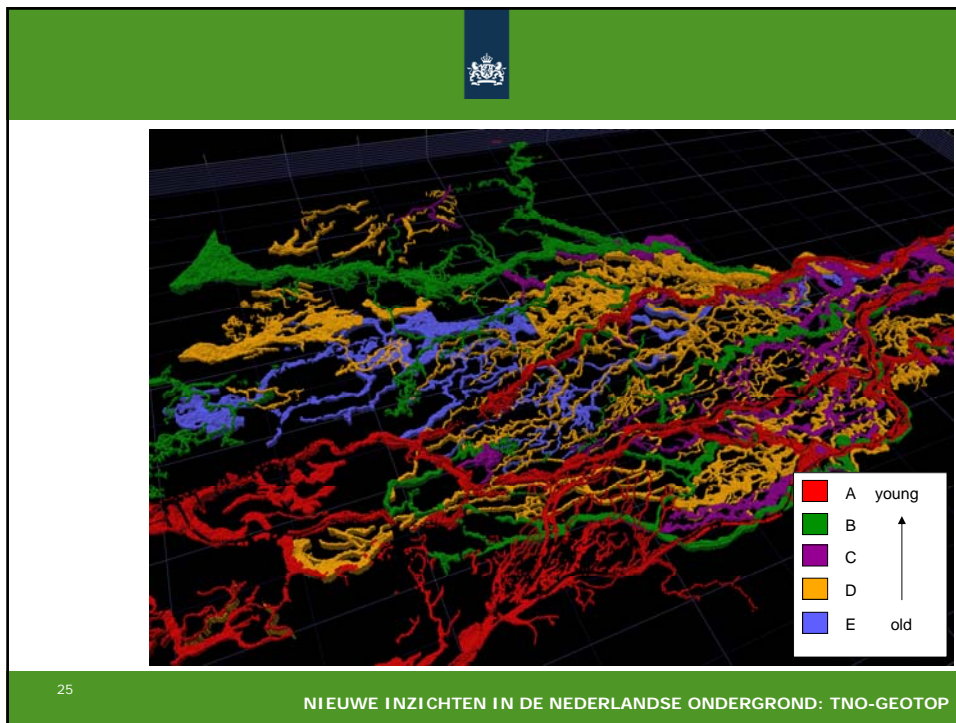 A young
B
C
D
E old
25
NIEUWE INZICHTEN IN DE NEDERLANDSE ONDERGROND: TNO-GEOTOP